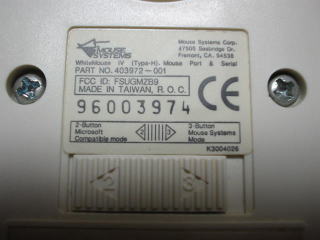 MOUSE
SYSTEMS
Mouse Systems Corp.
47505 Seabridge Dr.
Fremont, CA. 94538
WhiteMouse IV (Type-H), Mouse Port & Serial
PART NO. 403972-001
FCC ID: FSUGMZB9
MADE IN TAIWAN, R.O.C.
CE
96003974
2-Button
Microsoft
Compatible mode
3-Button
Mouse Systems
Mode
K3004026
2
3